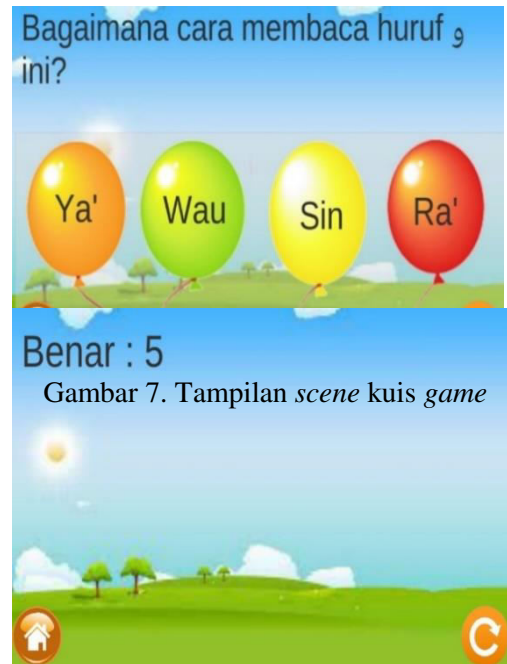 Bagaimana cara membaca huruf و
ini?
Ya' Wau Sin Ra'
Benar : 5
Gambar 7. Tampilan scene kuis game